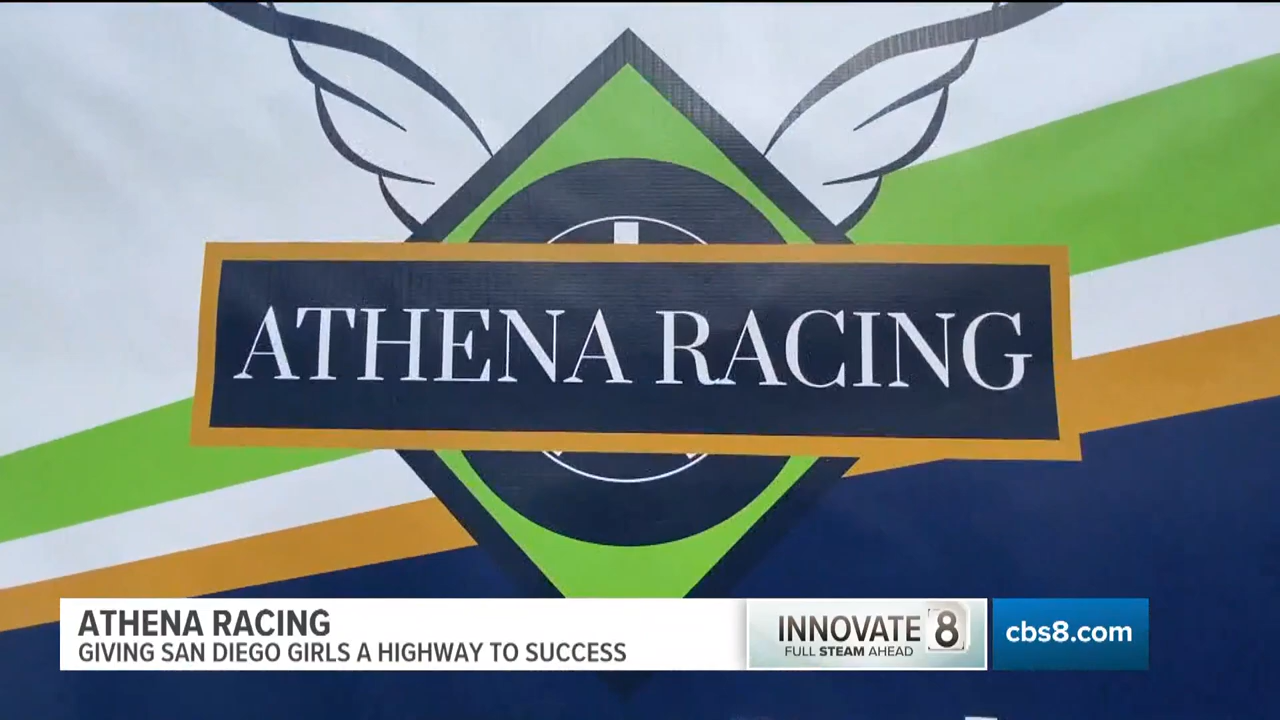 ATHENA RACING
ATHENA RACING
GIVING SAN DIEGO GIRLS A HIGHWAY TO SUCCESS
INNOVATE 8
FULL STEAM AHEAD
cbs8.com